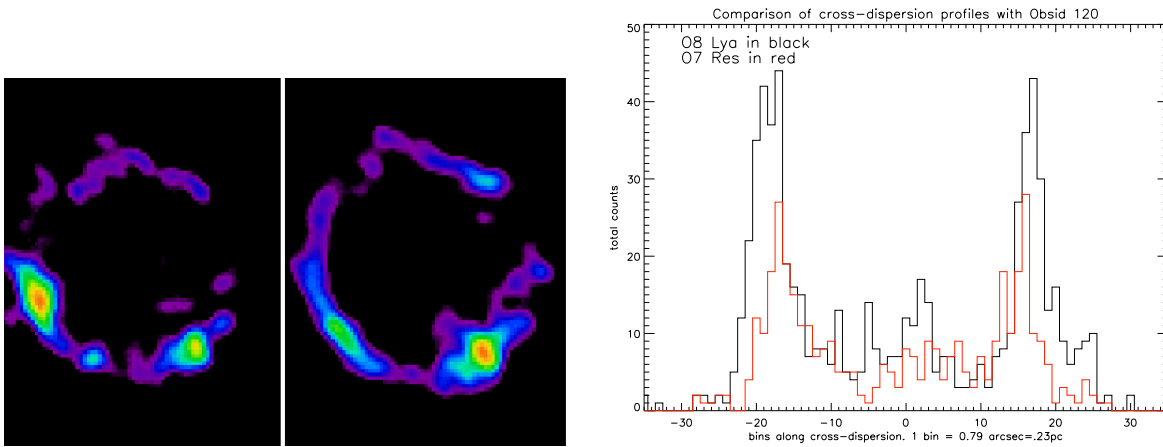 Comparison of cross-dispersion profiles with Obsid 120
O8 Lya in black
O7 Res in red
total counts
50
40
30
20
10
0
-30 -20 -10 0 10 20 30
bins along cross-dispersion. 1 bin = 0.79 arcsec=.23pc